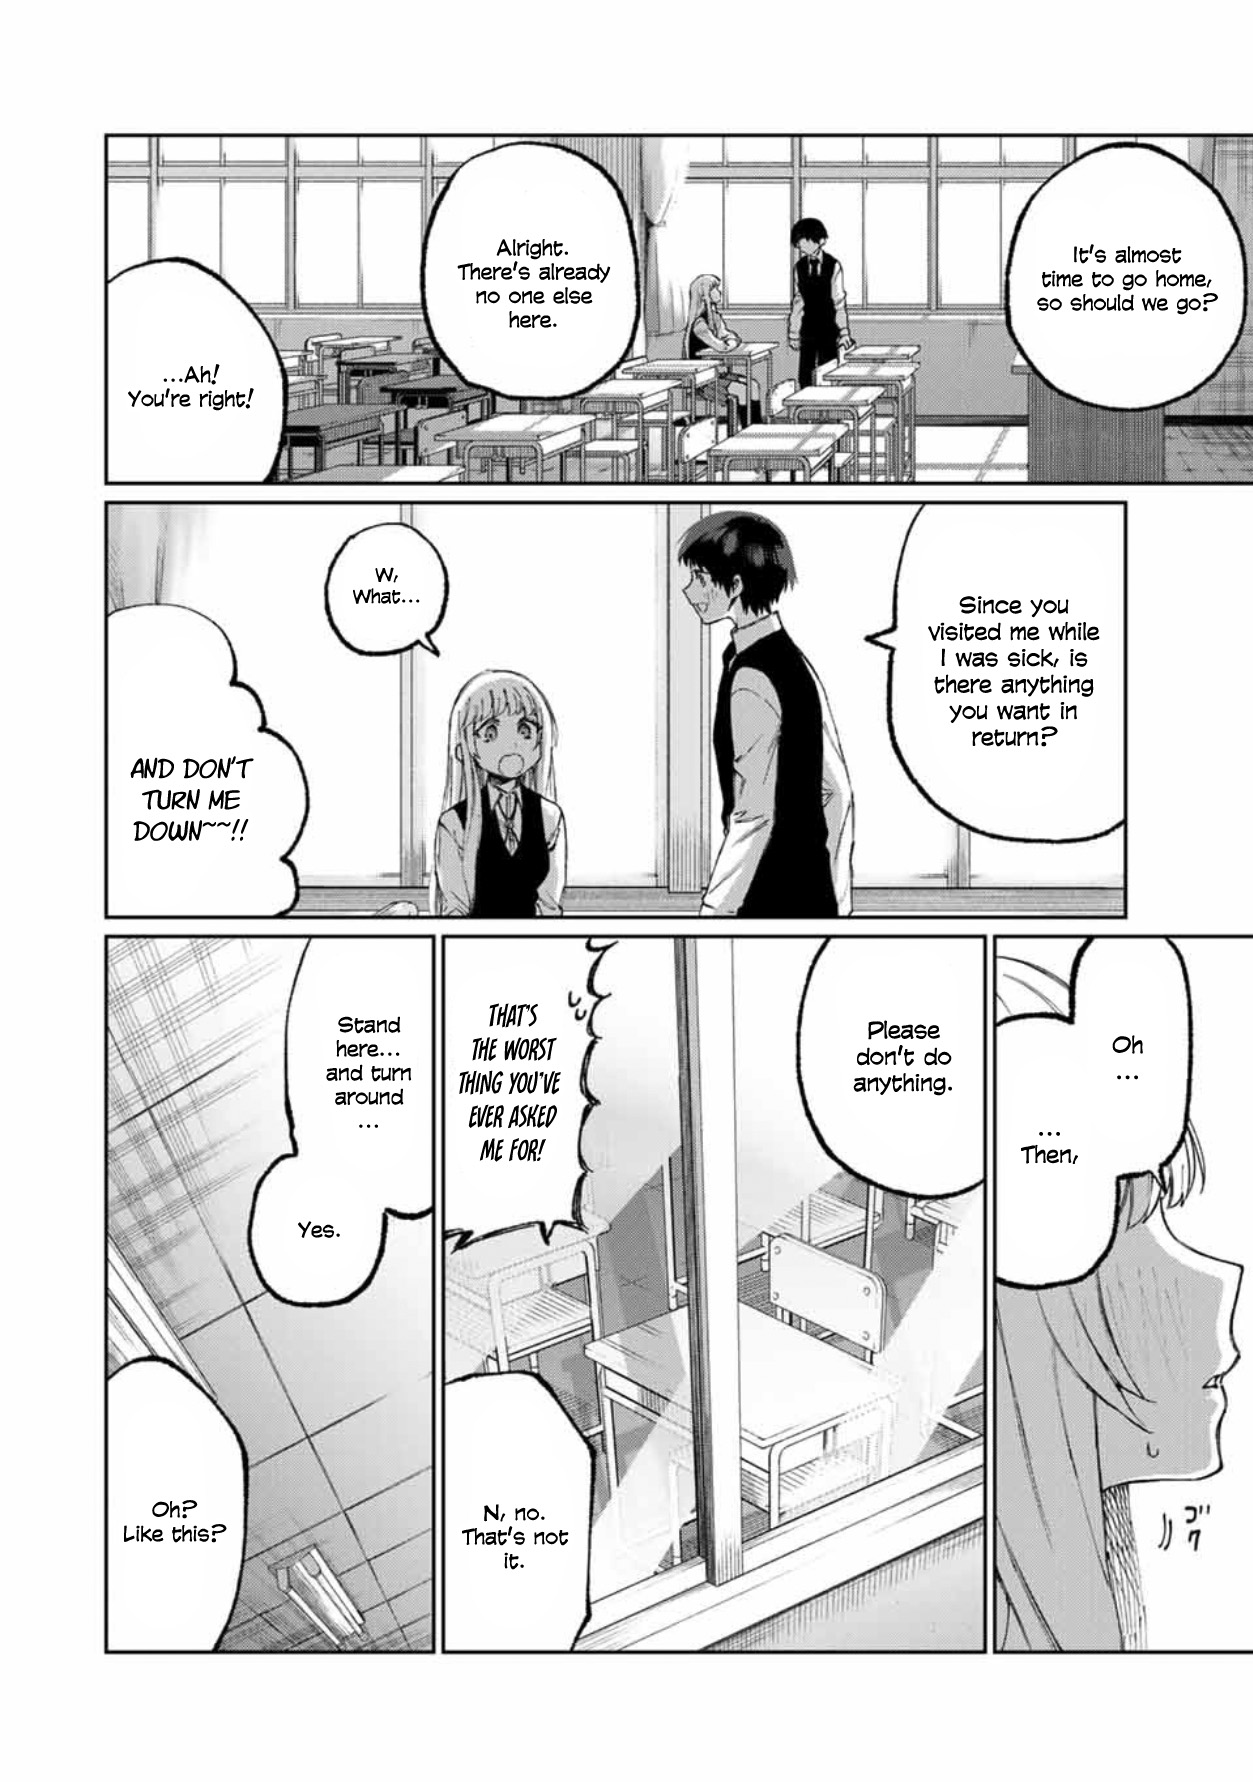 It's almost
time to go home,
so should we go?
Alright.
There's already
no one else
here.
...Ah!
You're right!
Since you
visited me while
I was sick, is
there anything
you want in
return?
W,
What...
AND DON'T
TURN ME
DOWN~~!!
Oh
...
...
Then,
ゴク
Please
don't do
anything.
THAT'S
THE WORST
THING YOU'VE
EVER ASKED
ME FOR!
N, no.
That's not
it.
Stand
here...
and turn
around
...
Yes.
Oh?
Like this?